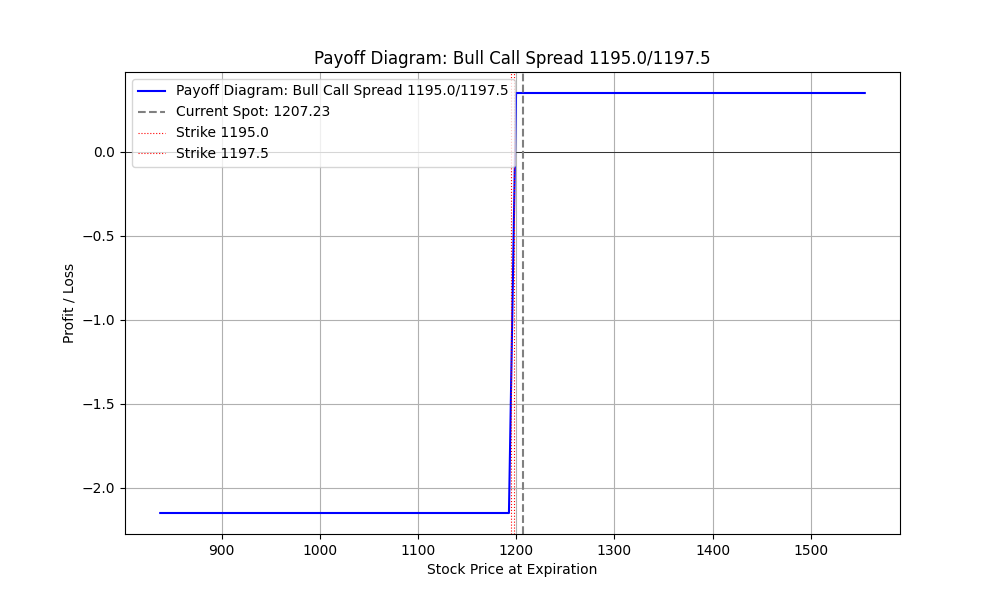 Payoff Diagram: Bull Call Spread 1195.0/1197.5
Payoff Diagram: Bull Call Spread 1195.0/1197.5
Current Spot: 1207.23
Strike 1195.0
Strike 1197.5
0.0
−0.5
−1.0
−1.5
−2.0
Profit / Loss
900 1000 1100 1200 1300 1400 1500
Stock Price at Expiration